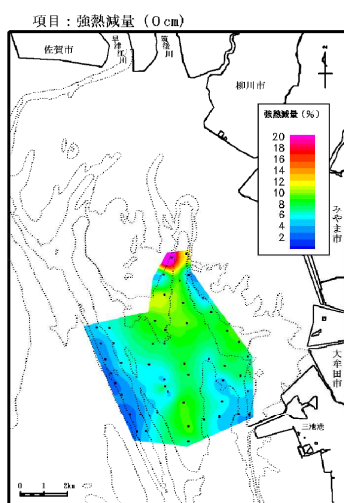 項目：強熱減量（0cm）
佐賀市
早津江川
筑後川
柳川市
強熱減量（%）
20
18
16
14
12
10
8
6
4
2
みやま市
大牟田市
三池港
0 1 2km